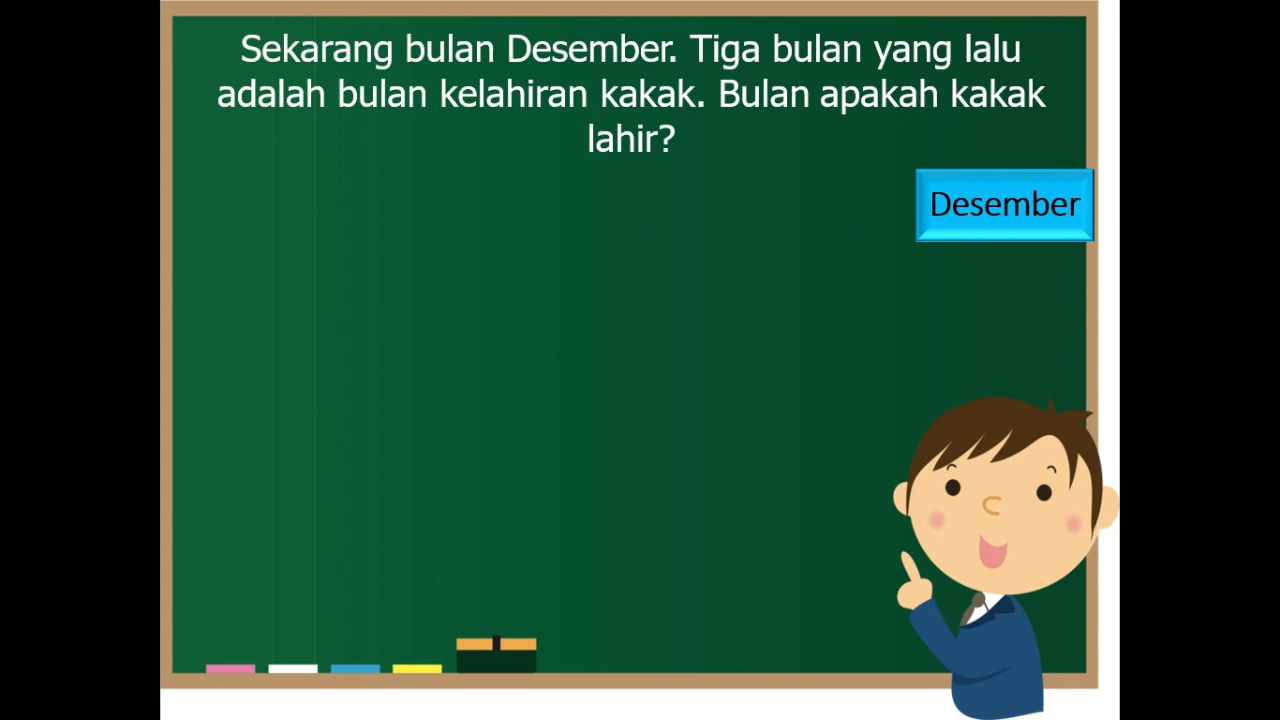 Sekarang bulan Desember. Tiga bulan yang lalu
adalah bulan kelahiran kakak. Bulan apakah kakak
lahir?
Desember